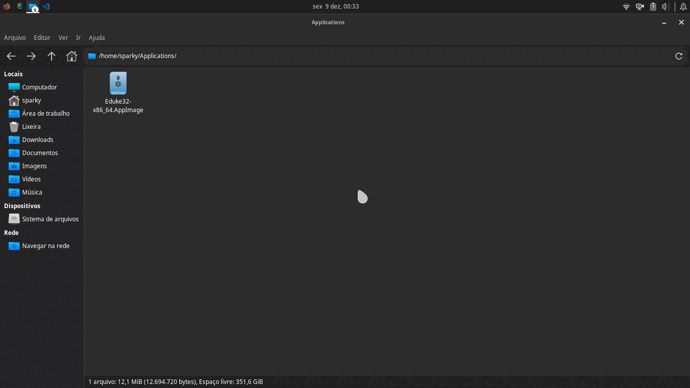 sex 9 dez, 00:33
Applications
Arquivo Editar Ver Ir Ajuda
/home/sparky/Applications/
Locais
Computador
sparky
Área de trabalho
Lixeira
Downloads
Documentos
Imagens
Vídeos
Música
Dispositivos
Sistema de arquivos
Rede
Navegar na rede
Eduke32-
x86_64.AppImage
1 arquivo: 12,1 MiB (12.694.720 bytes), Espaço livre: 351,6 GiB